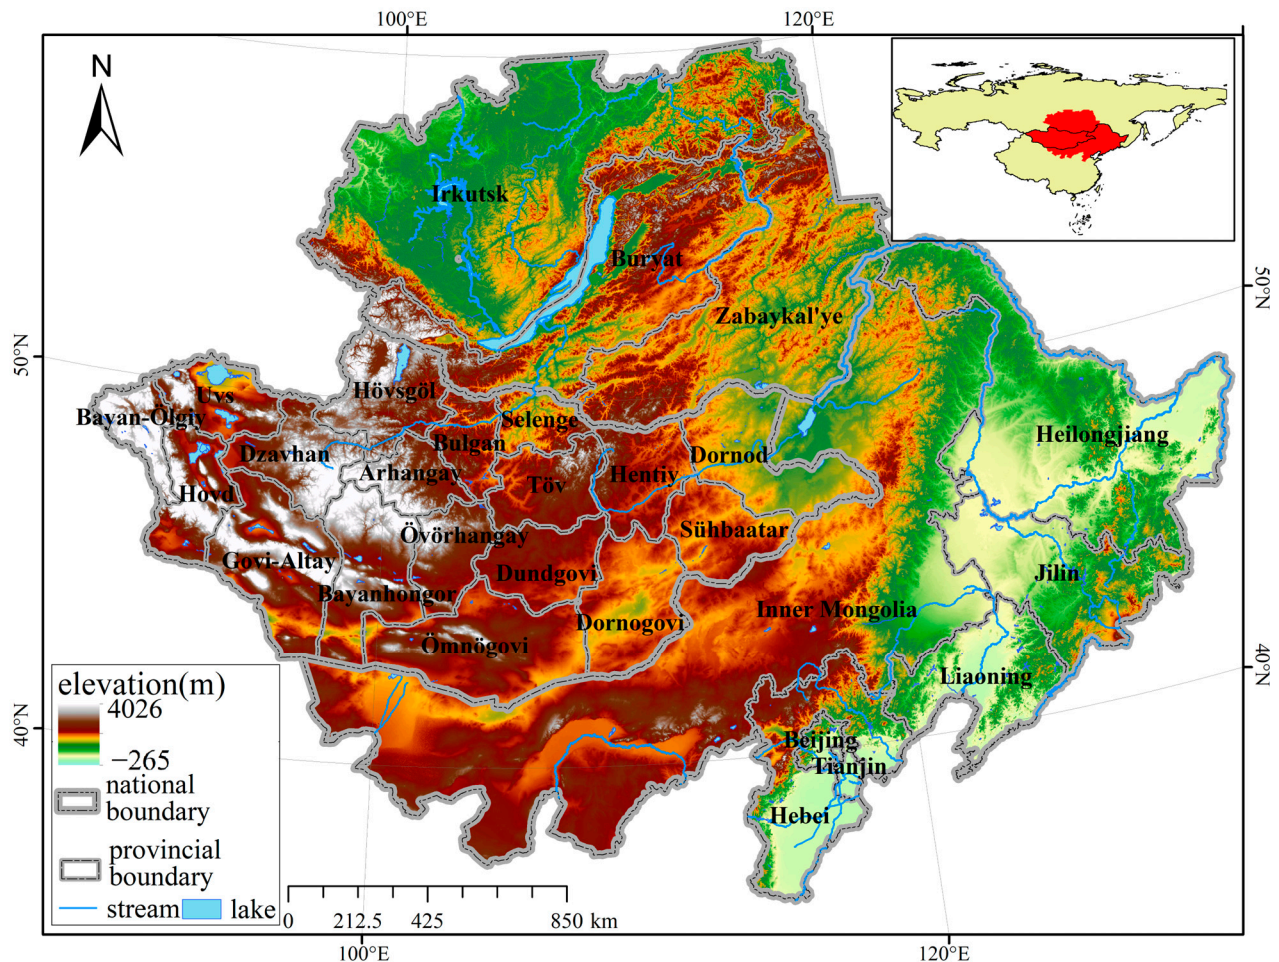 100°E
120°E
N
Irkutsk
Buryat
Zabaykal'ye
50°N
50°N
Hövsgöl
Uvs
Bayan-Ölgiy
Selenge
Bulgan
Heilongjiang
Dzavhan
Arhangay
Dornod
Töv
Hentiy
Hovd
Övörhangay
Sühbaatar
Govi-Altay
Dundgovi
Jilin
Bayanhongor
Inner Mongolia
Dornogovi
Ömnögovi
Liaoning
40°N
40°N
Beijing
Tianjin
Hebei
elevation(m)
4026
−265
national
boundary
provincial
boundary
stream
lake
0 212.5 425 850 km
100°E
120°E